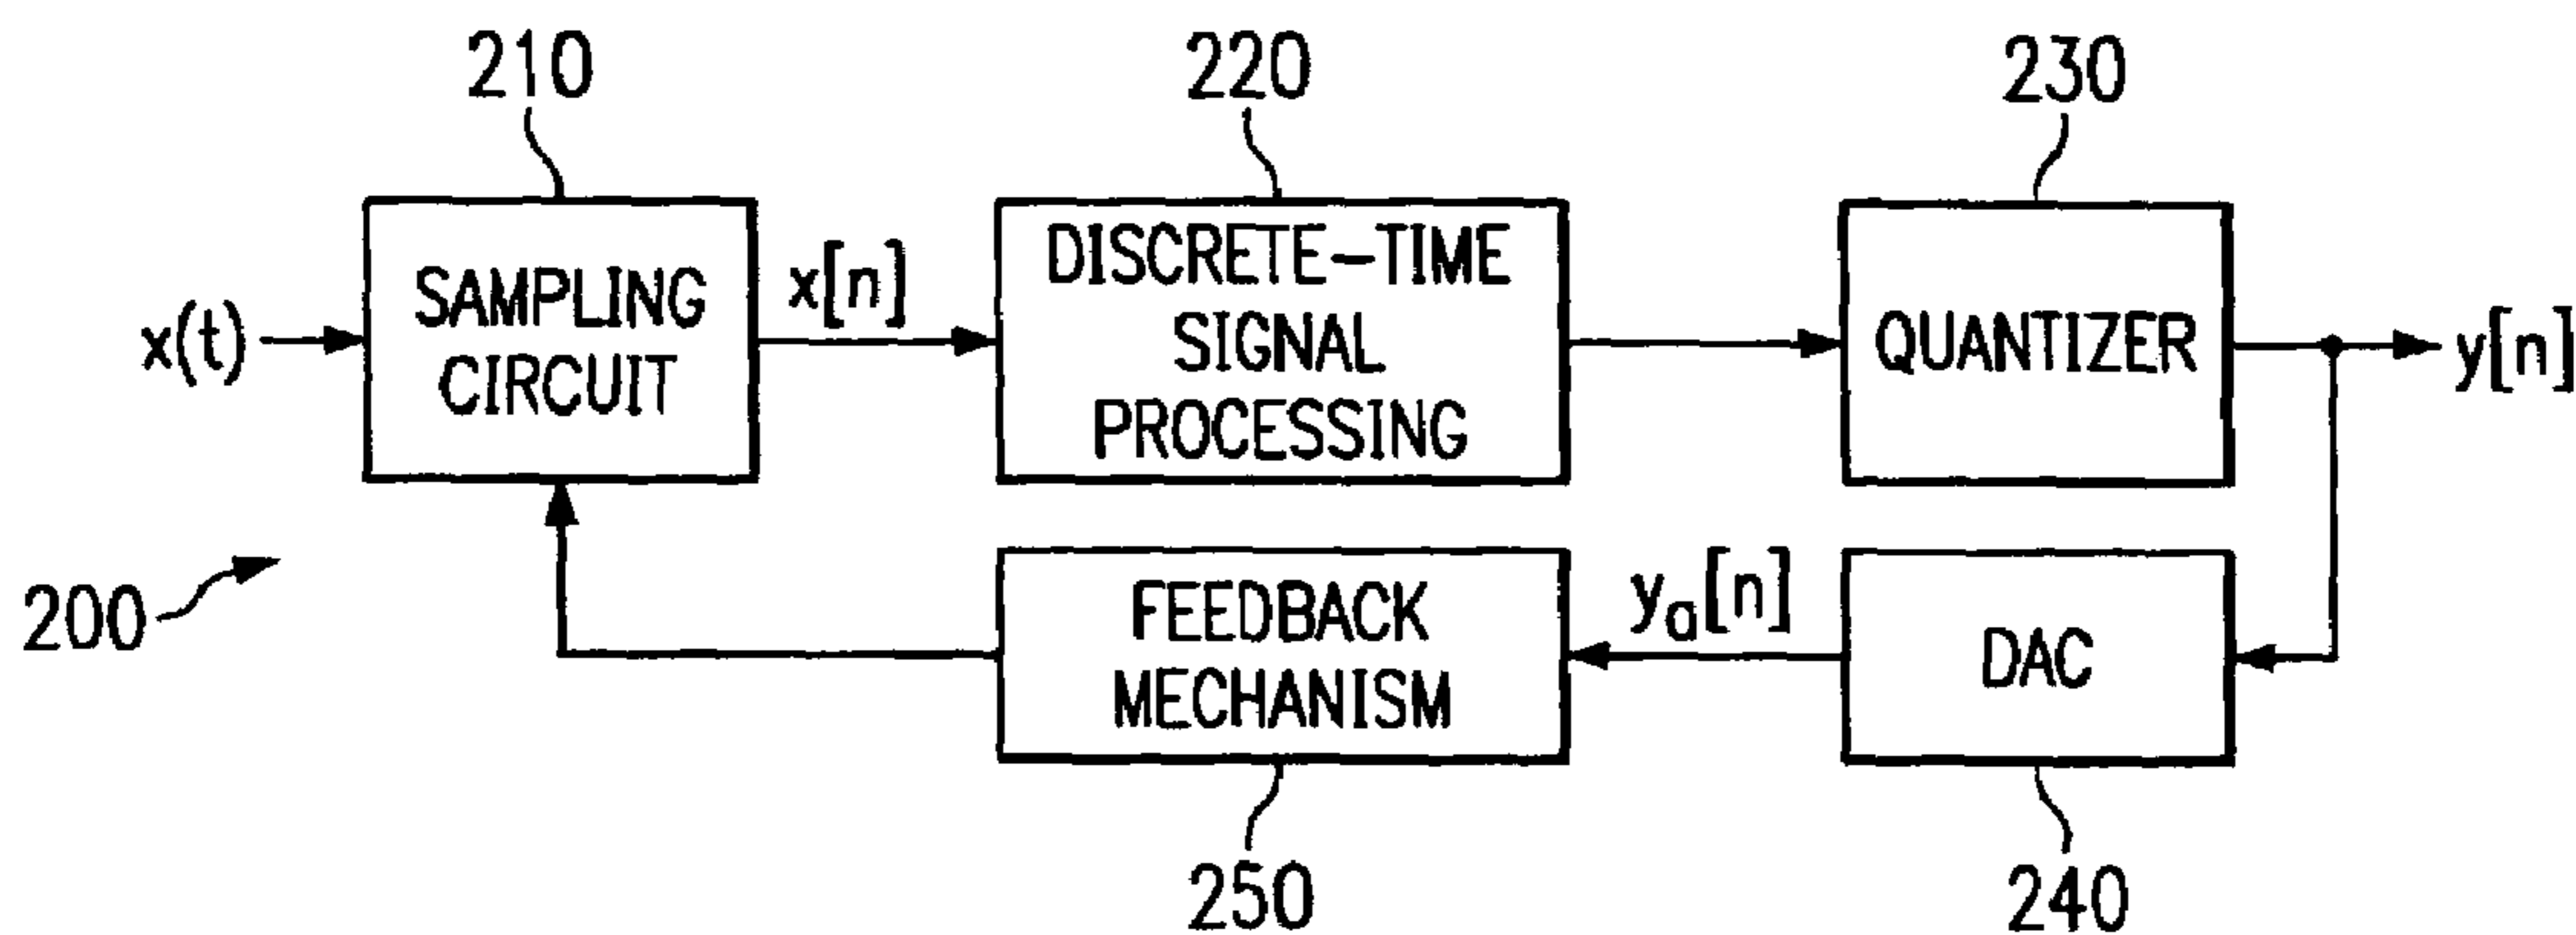 210
220
230
x(t)
SAMPLING
CIRCUIT
x[n]
DISCRETE-TIME
SIGNAL
PROCESSING
QUANTIZER
y[n]
200
FEEDBACK
MECHANISM
yₐ[n]
DAC
250
240